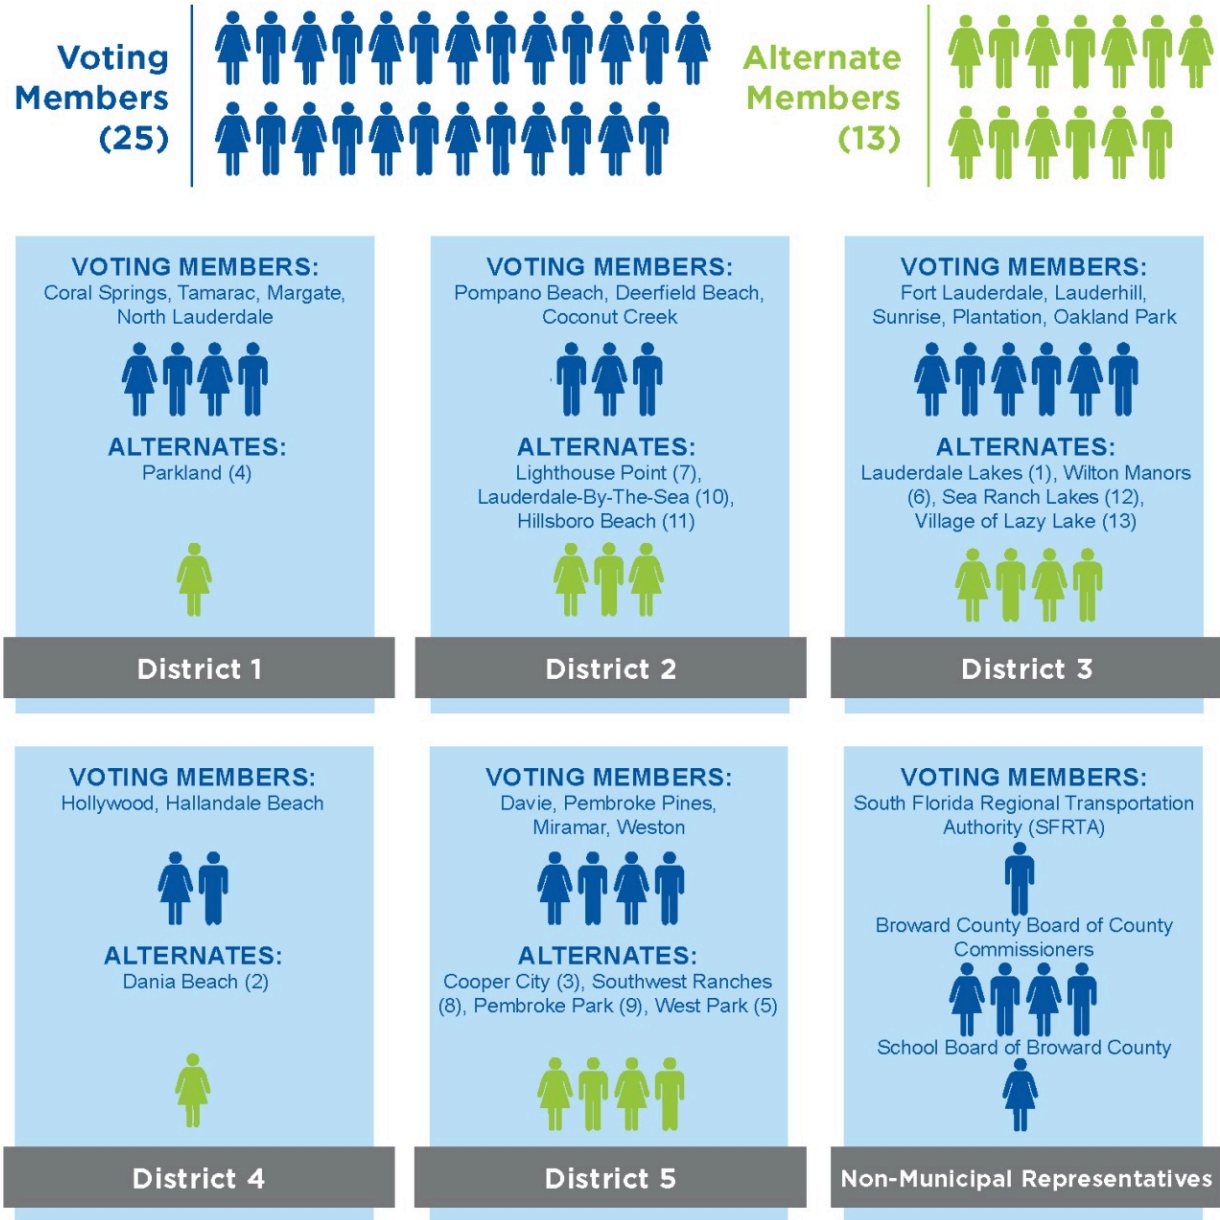 Voting
Members
(25)
Alternate
Members
(13)
VOTING MEMBERS:
Coral Springs, Tamarac, Margate,
North Lauderdale
ALTERNATES:
Parkland (4)
District 1
VOTING MEMBERS:
Pompano Beach, Deerfield Beach,
Coconut Creek
ALTERNATES:
Lighthouse Point (7),
Lauderdale-By-The-Sea (10),
Hillsboro Beach (11)
District 2
VOTING MEMBERS:
Fort Lauderdale, Lauderhill,
Sunrise, Plantation, Oakland Park
ALTERNATES:
Lauderdale Lakes (1), Wilton Manors
(6), Sea Ranch Lakes (12),
Village of Lazy Lake (13)
District 3
VOTING MEMBERS:
Hollywood, Hallandale Beach
ALTERNATES:
Dania Beach (2)
District 4
VOTING MEMBERS:
Davie, Pembroke Pines,
Miramar, Weston
ALTERNATES:
Cooper City (3), Southwest Ranches
(8), Pembroke Park (9), West Park (5)
District 5
VOTING MEMBERS:
South Florida Regional Transportation
Authority (SFRTA)
Broward County Board of County
Commissioners
School Board of Broward County
Non-Municipal Representatives